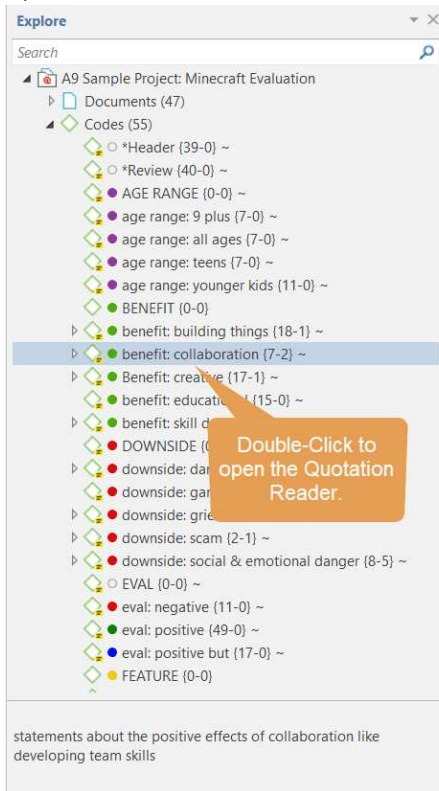 Explore
Search
A9 Sample Project: Minecraft Evaluation
Documents (47)
Codes (55)
*Header {39-0} ~
*Review {40-0} ~
AGE RANGE {0-0} ~
age range: 9 plus {7-0} ~
age range: all ages {7-0} ~
age range: teens {7-0} ~
age range: younger kids {11-0} ~
BENEFIT {0-0}
benefit: building things {18-1} ~
benefit: collaboration {7-2} ~
Benefit: creative {17-1} ~
benefit: educational {15-0} ~
benefit: skill d
DOWNSIDE {0
downside: dan
downside: gam
downside: grie
downside: scam {2-1} ~
downside: social & emotional danger {8-5} ~
EVAL {0-0} ~
eval: negative {11-0} ~
eval: positive {49-0} ~
eval: positive but {17-0} ~
FEATURE {0-0}
Double-Click to
open the Quotation
Reader.
statements about the positive effects of collaboration like
developing team skills